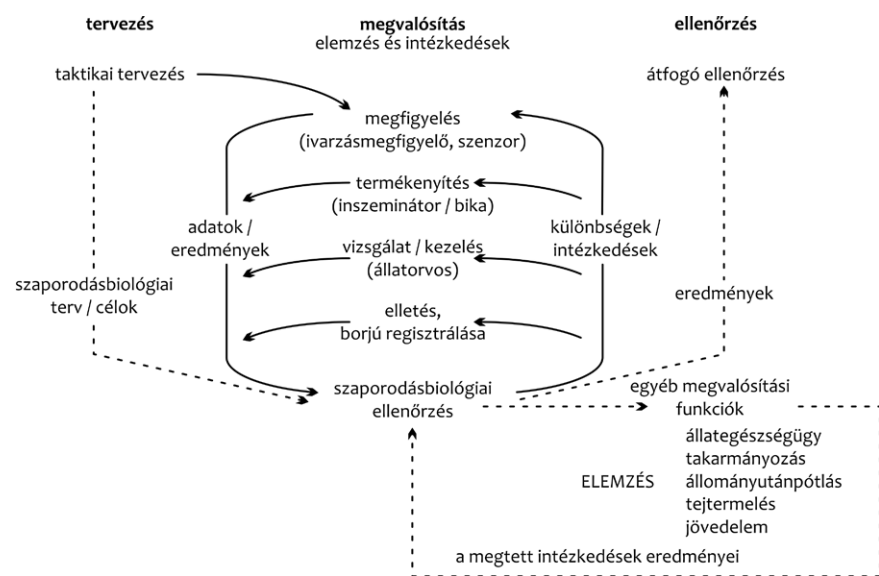 tervezés
megvalósítás
elemzés és intézkedések
ellenőrzés
taktikai tervezés
átfogó ellenőrzés
megfigyelés
(ivarzásmegfigyelő, szenzor)
termékenyítés
(inszeminátor / bika)
adatok /
eredmények
különbségek /
intézkedések
vizsgálat / kezelés
(állatorvos)
szaporodásbiológiai
terv / célok
eredmények
elletés,
borjú regisztrálása
szaporodásbiológiai
ellenőrzés
egyéb megvalósítási
funkciók
állategészségügy
takarmányozás
ELEMZÉS
állományutánpótlás
tejtermelés
jövedelem
a megtett intézkedések eredményei